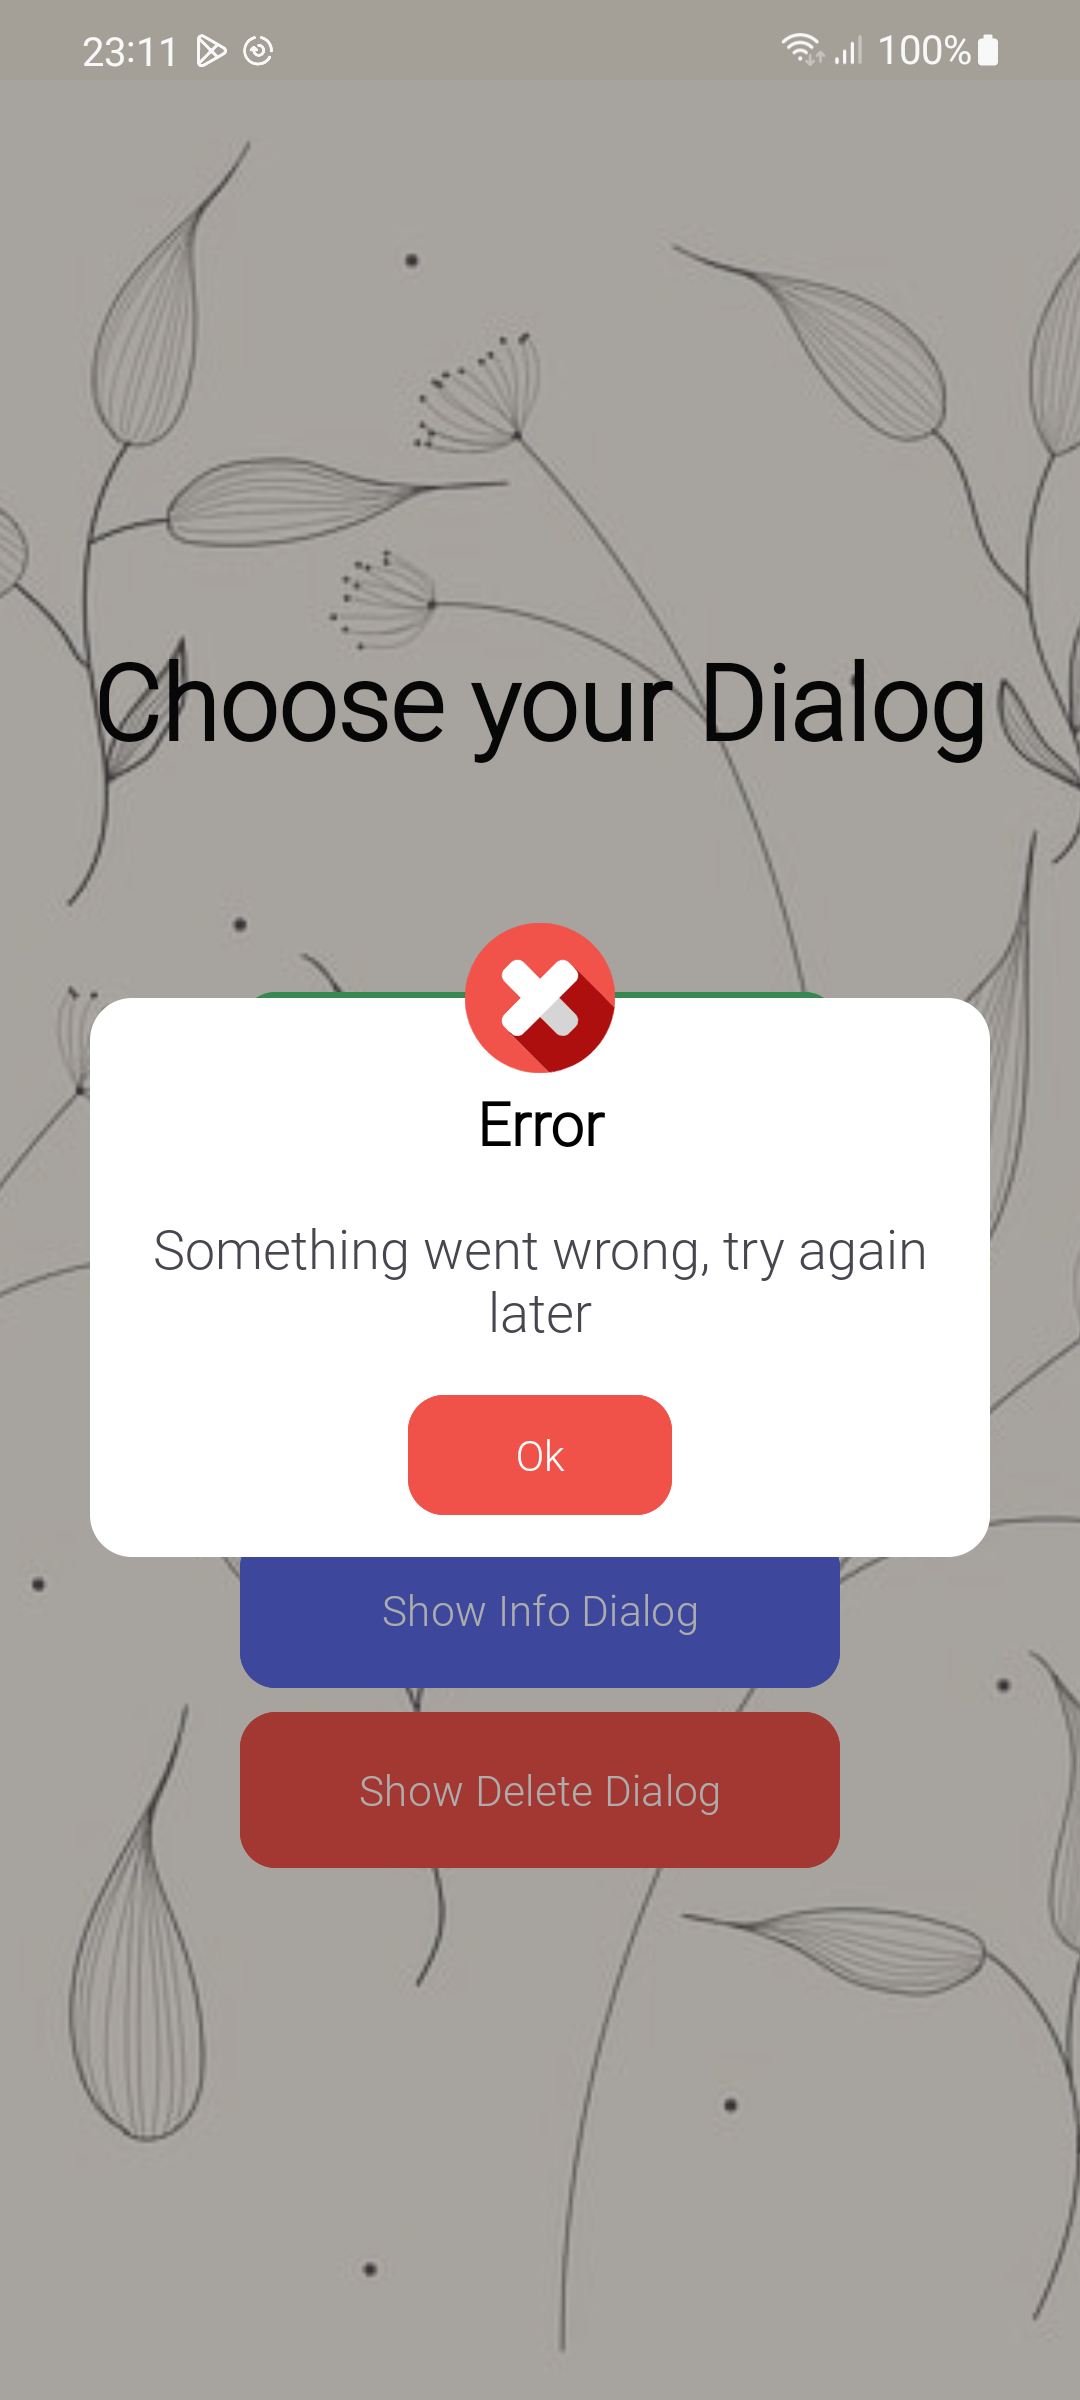 23:11 100%
Choose your Dialog
Error
Something went wrong, try again
later
Ok
Show Info Dialog
Show Delete Dialog